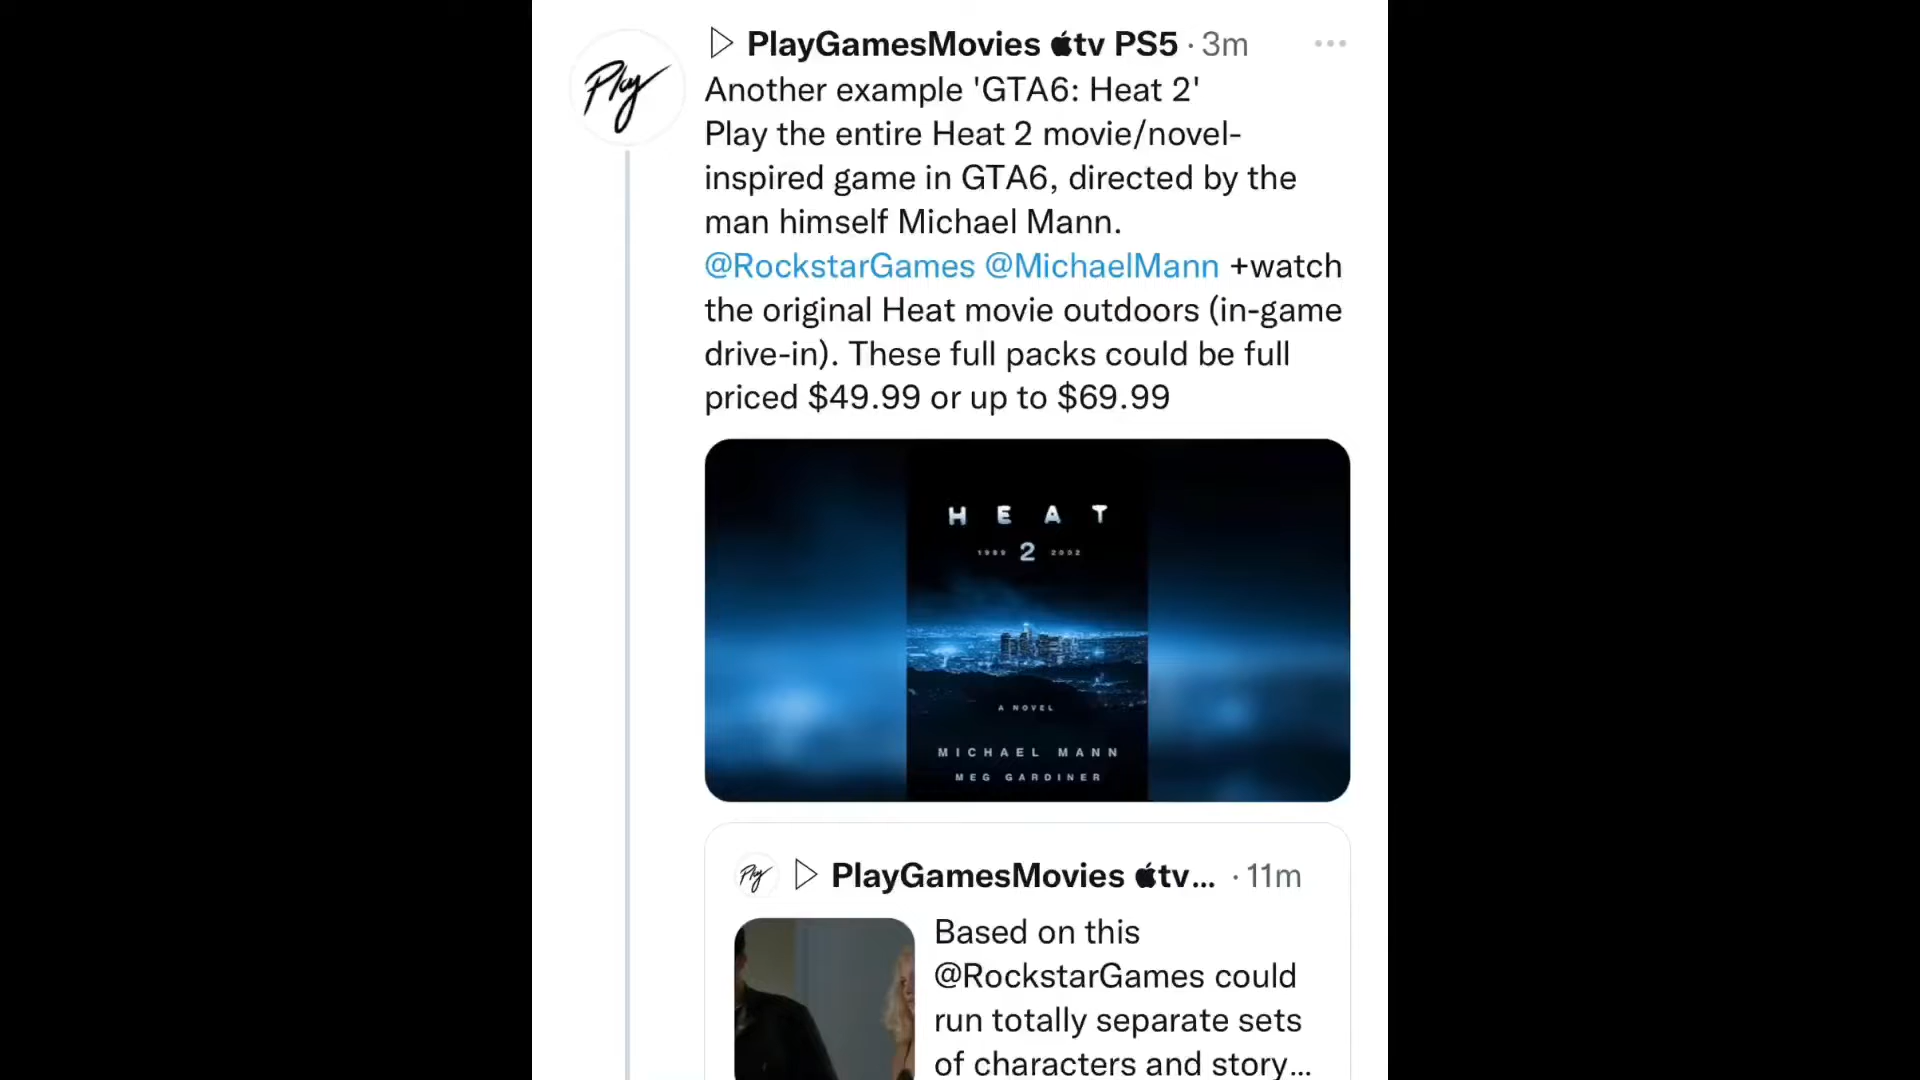 Play
PlayGamesMovies tv PS5 · 3m
Another example 'GTA6: Heat 2'
Play the entire Heat 2 movie/novel-
inspired game in GTA6, directed by the
man himself Michael Mann.
@RockstarGames @MichaelMann +watch
the original Heat movie outdoors (in-game
drive-in). These full packs could be full
priced $49.99 or up to $69.99
HEAT
1989 2 2002
A NOVEL
MICHAEL MANN
MEG GARDINER
Play
PlayGamesMovies tv... · 11m
Based on this
@RockstarGames could
run totally separate sets
of characters and story...